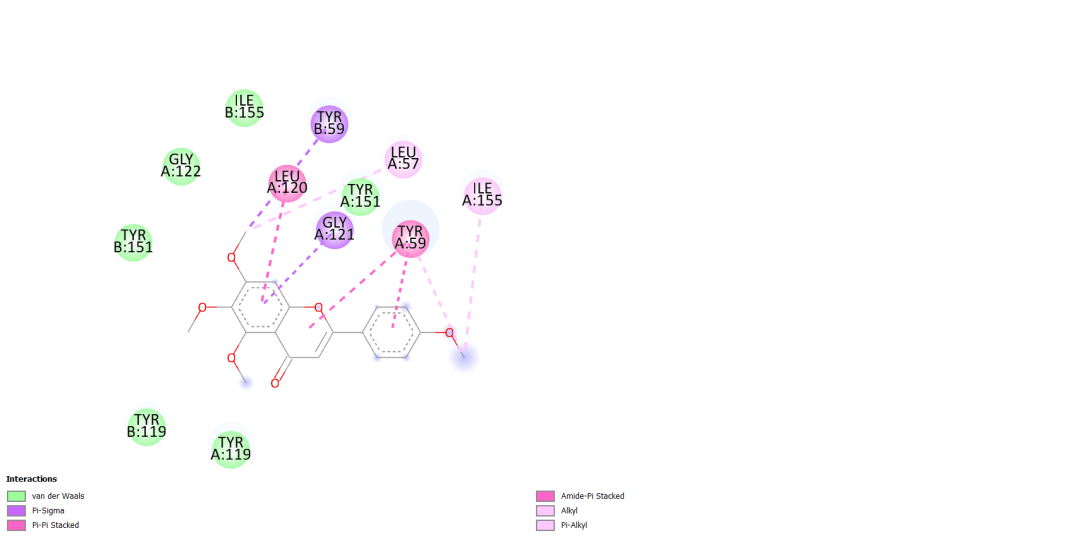 ILE
B:155
TYR
B:59
LEU
A:57
GLY
A:122
LEU
A:120
TYR
A:151
ILE
A:155
TYR
B:151
GLY
A:121
TYR
A:59
O
O
O
O
O
O
TYR
B:119
TYR
A:119
Interactions
van der Waals
Pi-Sigma
Pi-Pi Stacked
Amide-Pi Stacked
Alkyl
Pi-Alkyl